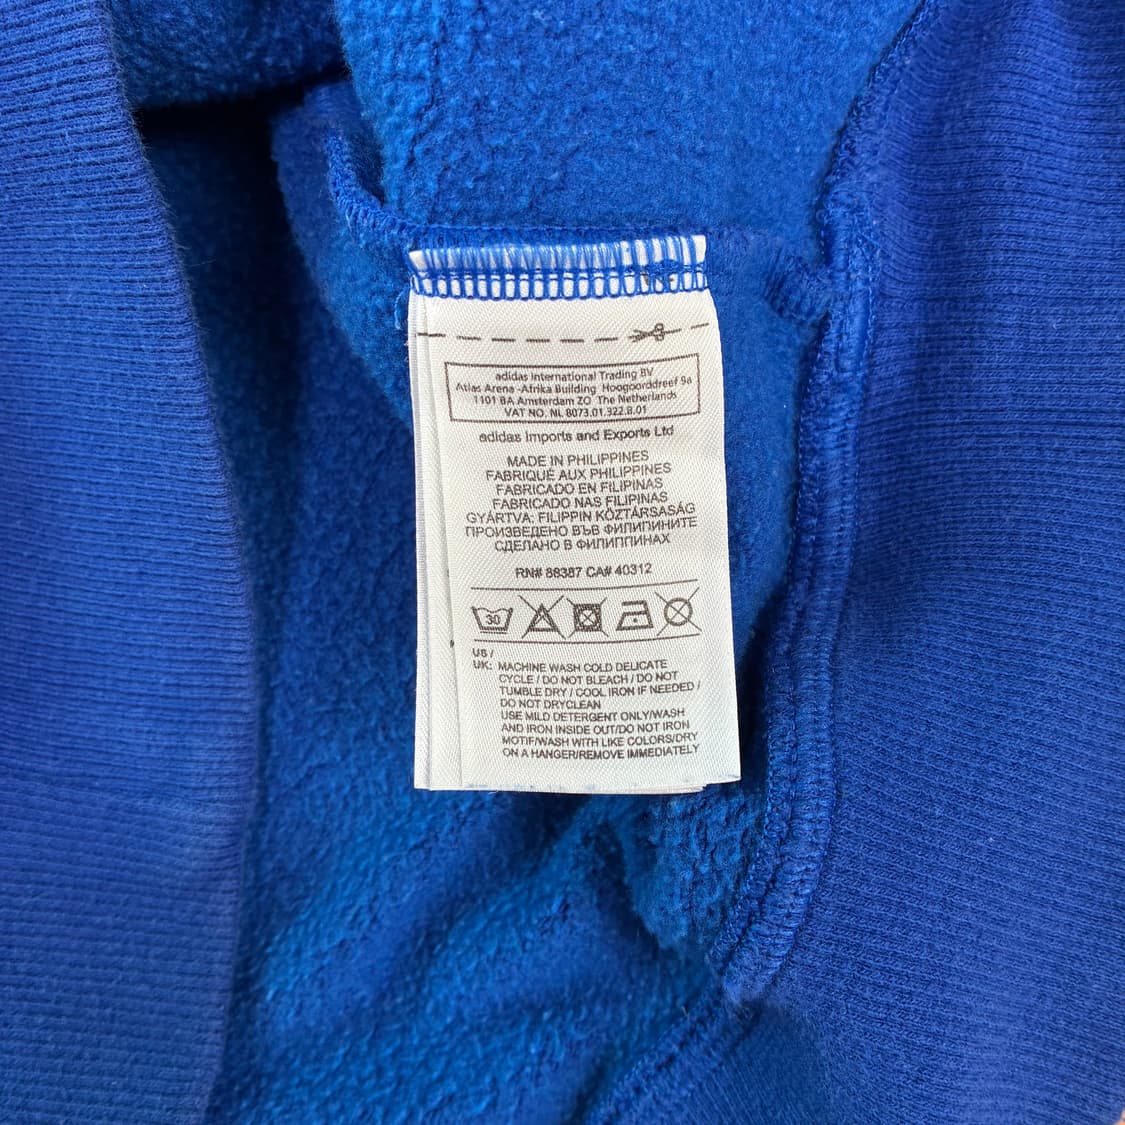 adidas International Trading BV
Atlas Arena -Afrika Building Hoogoorddreef 9a
1101 BA Amsterdam ZO The Netherlands
VAT NO. NL 8073.01.322.B.01
adidas Imports and Exports Ltd
MADE IN PHILIPPINES
FABRIQUÉ AUX PHILIPPINES
FABRICADO EN FILIPINAS
FABRICADO NAS FILIPINAS
GYÁRTVA: FILIPPIN KÖZTÁRSASÁG
ПРОИЗВЕДЕНО ВЪВ ФИЛИПИНИТЕ
СДЕЛАНО В ФИЛИППИНАХ
RN# 88387 CA# 40312
30
US /
UK: MACHINE WASH COLD DELICATE
CYCLE / DO NOT BLEACH / DO NOT
TUMBLE DRY / COOL IRON IF NEEDED /
DO NOT DRYCLEAN
USE MILD DETERGENT ONLY/WASH
AND IRON INSIDE OUT/DO NOT IRON
MOTIF/WASH WITH LIKE COLORS/DRY
ON A HANGER/REMOVE IMMEDIATELY